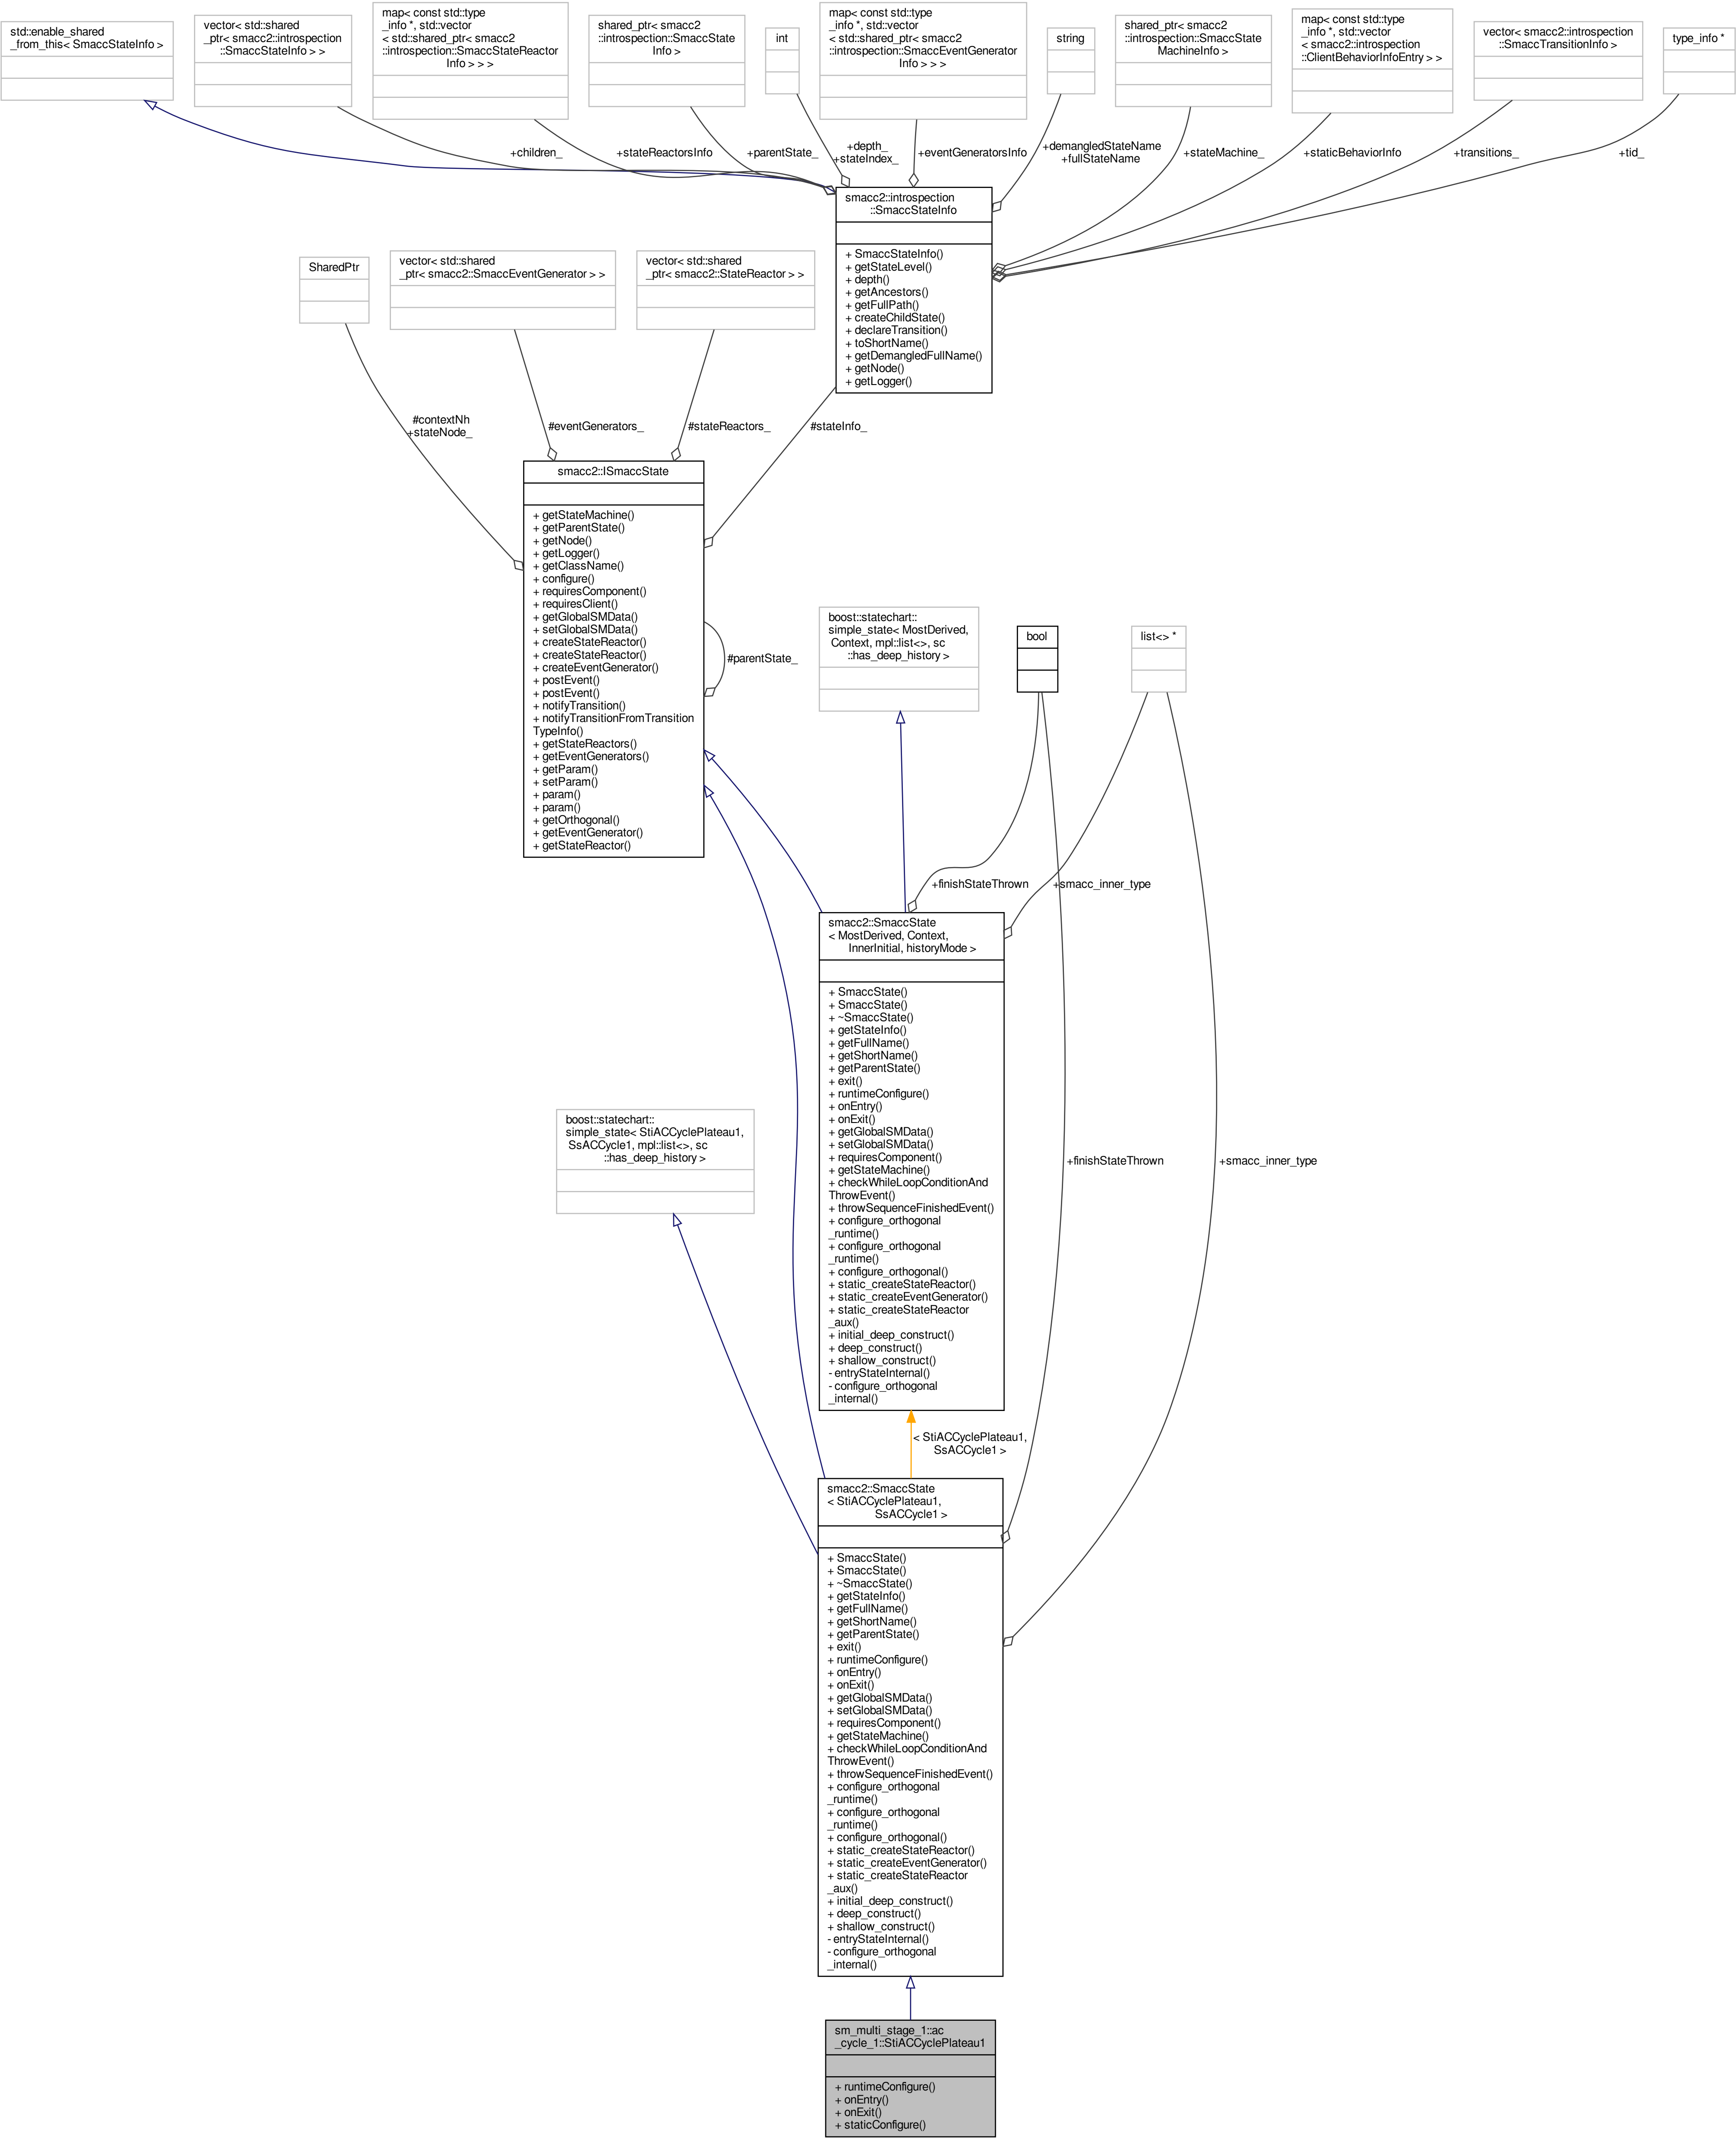 std::enable_shared
_from_this< SmaccStateInfo >
vector< std::shared
_ptr< smacc2::introspection
::SmaccStateInfo > >
map< const std::type
_info *, std::vector
< std::shared_ptr< smacc2
::introspection::SmaccStateReactor
Info > > >
shared_ptr< smacc2
::introspection::SmaccState
Info >
int
map< const std::type
_info *, std::vector
< std::shared_ptr< smacc2
::introspection::SmaccEventGenerator
Info > > >
string
shared_ptr< smacc2
::introspection::SmaccState
MachineInfo >
map< const std::type
_info *, std::vector
< smacc2::introspection
::ClientBehaviorInfoEntry > >
vector< smacc2::introspection
::SmaccTransitionInfo >
type_info *
+children_
+stateReactorsInfo
+parentState_
+depth_
+stateIndex_
+eventGeneratorsInfo
+demangledStateName
+fullStateName
+stateMachine_
+staticBehaviorInfo
+transitions_
+tid_
smacc2::introspection
::SmaccStateInfo
+ SmaccStateInfo()
+ getStateLevel()
+ depth()
+ getAncestors()
+ getFullPath()
+ createChildState()
+ declareTransition()
+ toShortName()
+ getDemangledFullName()
+ getNode()
+ getLogger()
SharedPtr
vector< std::shared
_ptr< smacc2::SmaccEventGenerator > >
vector< std::shared
_ptr< smacc2::StateReactor > >
#contextNh
+stateNode_
#eventGenerators_
#stateReactors_
#stateInfo_
smacc2::ISmaccState
+ getStateMachine()
+ getParentState()
+ getNode()
+ getLogger()
+ getClassName()
+ configure()
+ requiresComponent()
+ requiresClient()
+ getGlobalSMData()
+ setGlobalSMData()
+ createStateReactor()
+ createStateReactor()
+ createEventGenerator()
+ postEvent()
+ postEvent()
+ notifyTransition()
+ notifyTransitionFromTransition
TypeInfo()
+ getStateReactors()
+ getEventGenerators()
+ getParam()
+ setParam()
+ param()
+ param()
+ getOrthogonal()
+ getEventGenerator()
+ getStateReactor()
#parentState_
boost::statechart::
simple_state< MostDerived,
Context, mpl::list<>, sc
::has_deep_history >
bool
list<> *
+finishStateThrown
+smacc_inner_type
smacc2::SmaccState
< MostDerived, Context,
InnerInitial, historyMode >
+ SmaccState()
+ SmaccState()
+ ~SmaccState()
+ getStateInfo()
+ getFullName()
+ getShortName()
+ getParentState()
+ exit()
+ runtimeConfigure()
+ onEntry()
+ onExit()
+ getGlobalSMData()
+ setGlobalSMData()
+ requiresComponent()
+ getStateMachine()
+ checkWhileLoopConditionAnd
ThrowEvent()
+ throwSequenceFinishedEvent()
+ configure_orthogonal
_runtime()
+ configure_orthogonal
_runtime()
+ configure_orthogonal()
+ static_createStateReactor()
+ static_createEventGenerator()
+ static_createStateReactor
_aux()
+ initial_deep_construct()
+ deep_construct()
+ shallow_construct()
- entryStateInternal()
- configure_orthogonal
_internal()
boost::statechart::
simple_state< StiACCyclePlateau1,
SsACCycle1, mpl::list<>, sc
::has_deep_history >
+finishStateThrown
+smacc_inner_type
< StiACCyclePlateau1,
SsACCycle1 >
smacc2::SmaccState
< StiACCyclePlateau1,
SsACCycle1 >
+ SmaccState()
+ SmaccState()
+ ~SmaccState()
+ getStateInfo()
+ getFullName()
+ getShortName()
+ getParentState()
+ exit()
+ runtimeConfigure()
+ onEntry()
+ onExit()
+ getGlobalSMData()
+ setGlobalSMData()
+ requiresComponent()
+ getStateMachine()
+ checkWhileLoopConditionAnd
ThrowEvent()
+ throwSequenceFinishedEvent()
+ configure_orthogonal
_runtime()
+ configure_orthogonal
_runtime()
+ configure_orthogonal()
+ static_createStateReactor()
+ static_createEventGenerator()
+ static_createStateReactor
_aux()
+ initial_deep_construct()
+ deep_construct()
+ shallow_construct()
- entryStateInternal()
- configure_orthogonal
_internal()
sm_multi_stage_1::ac
_cycle_1::StiACCyclePlateau1
+ runtimeConfigure()
+ onEntry()
+ onExit()
+ staticConfigure()